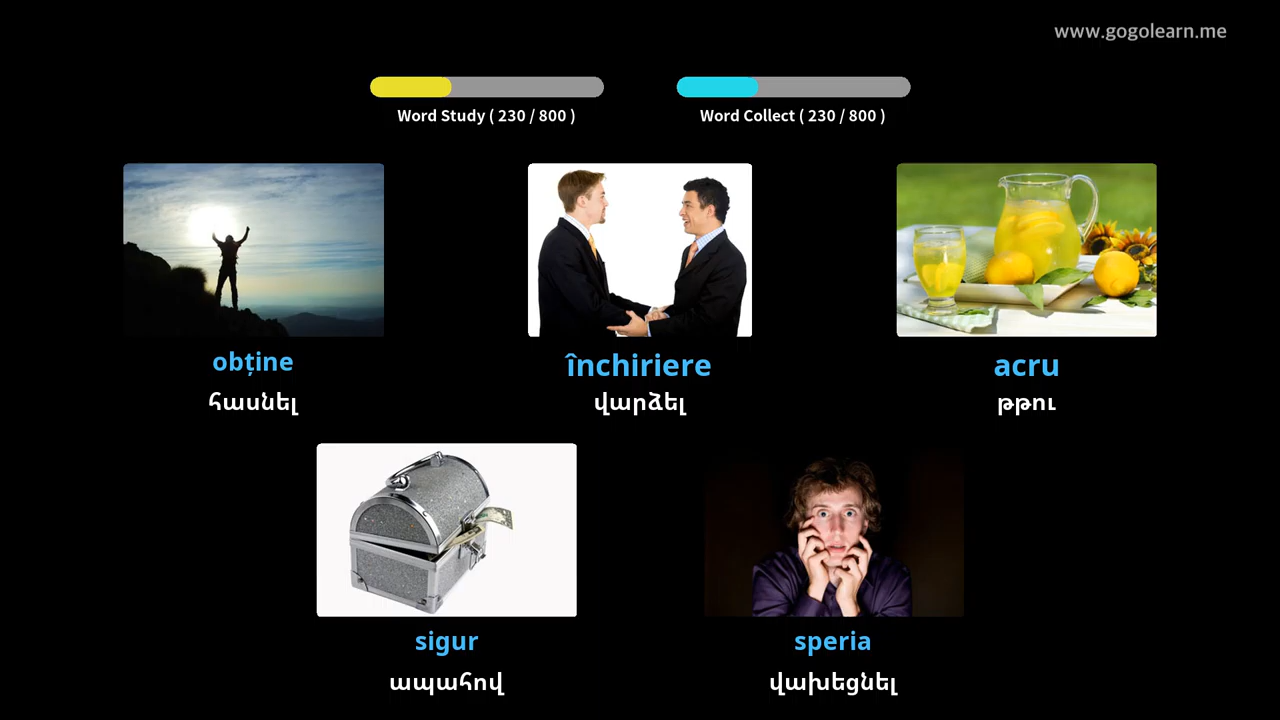 www.gogolearn.me
Word Study ( 230 / 800 )
Word Collect ( 230 / 800 )
obține
închiriere
acru
հասնել
վարձել
թթու
sigur
speria
ապահով
վախեցնել